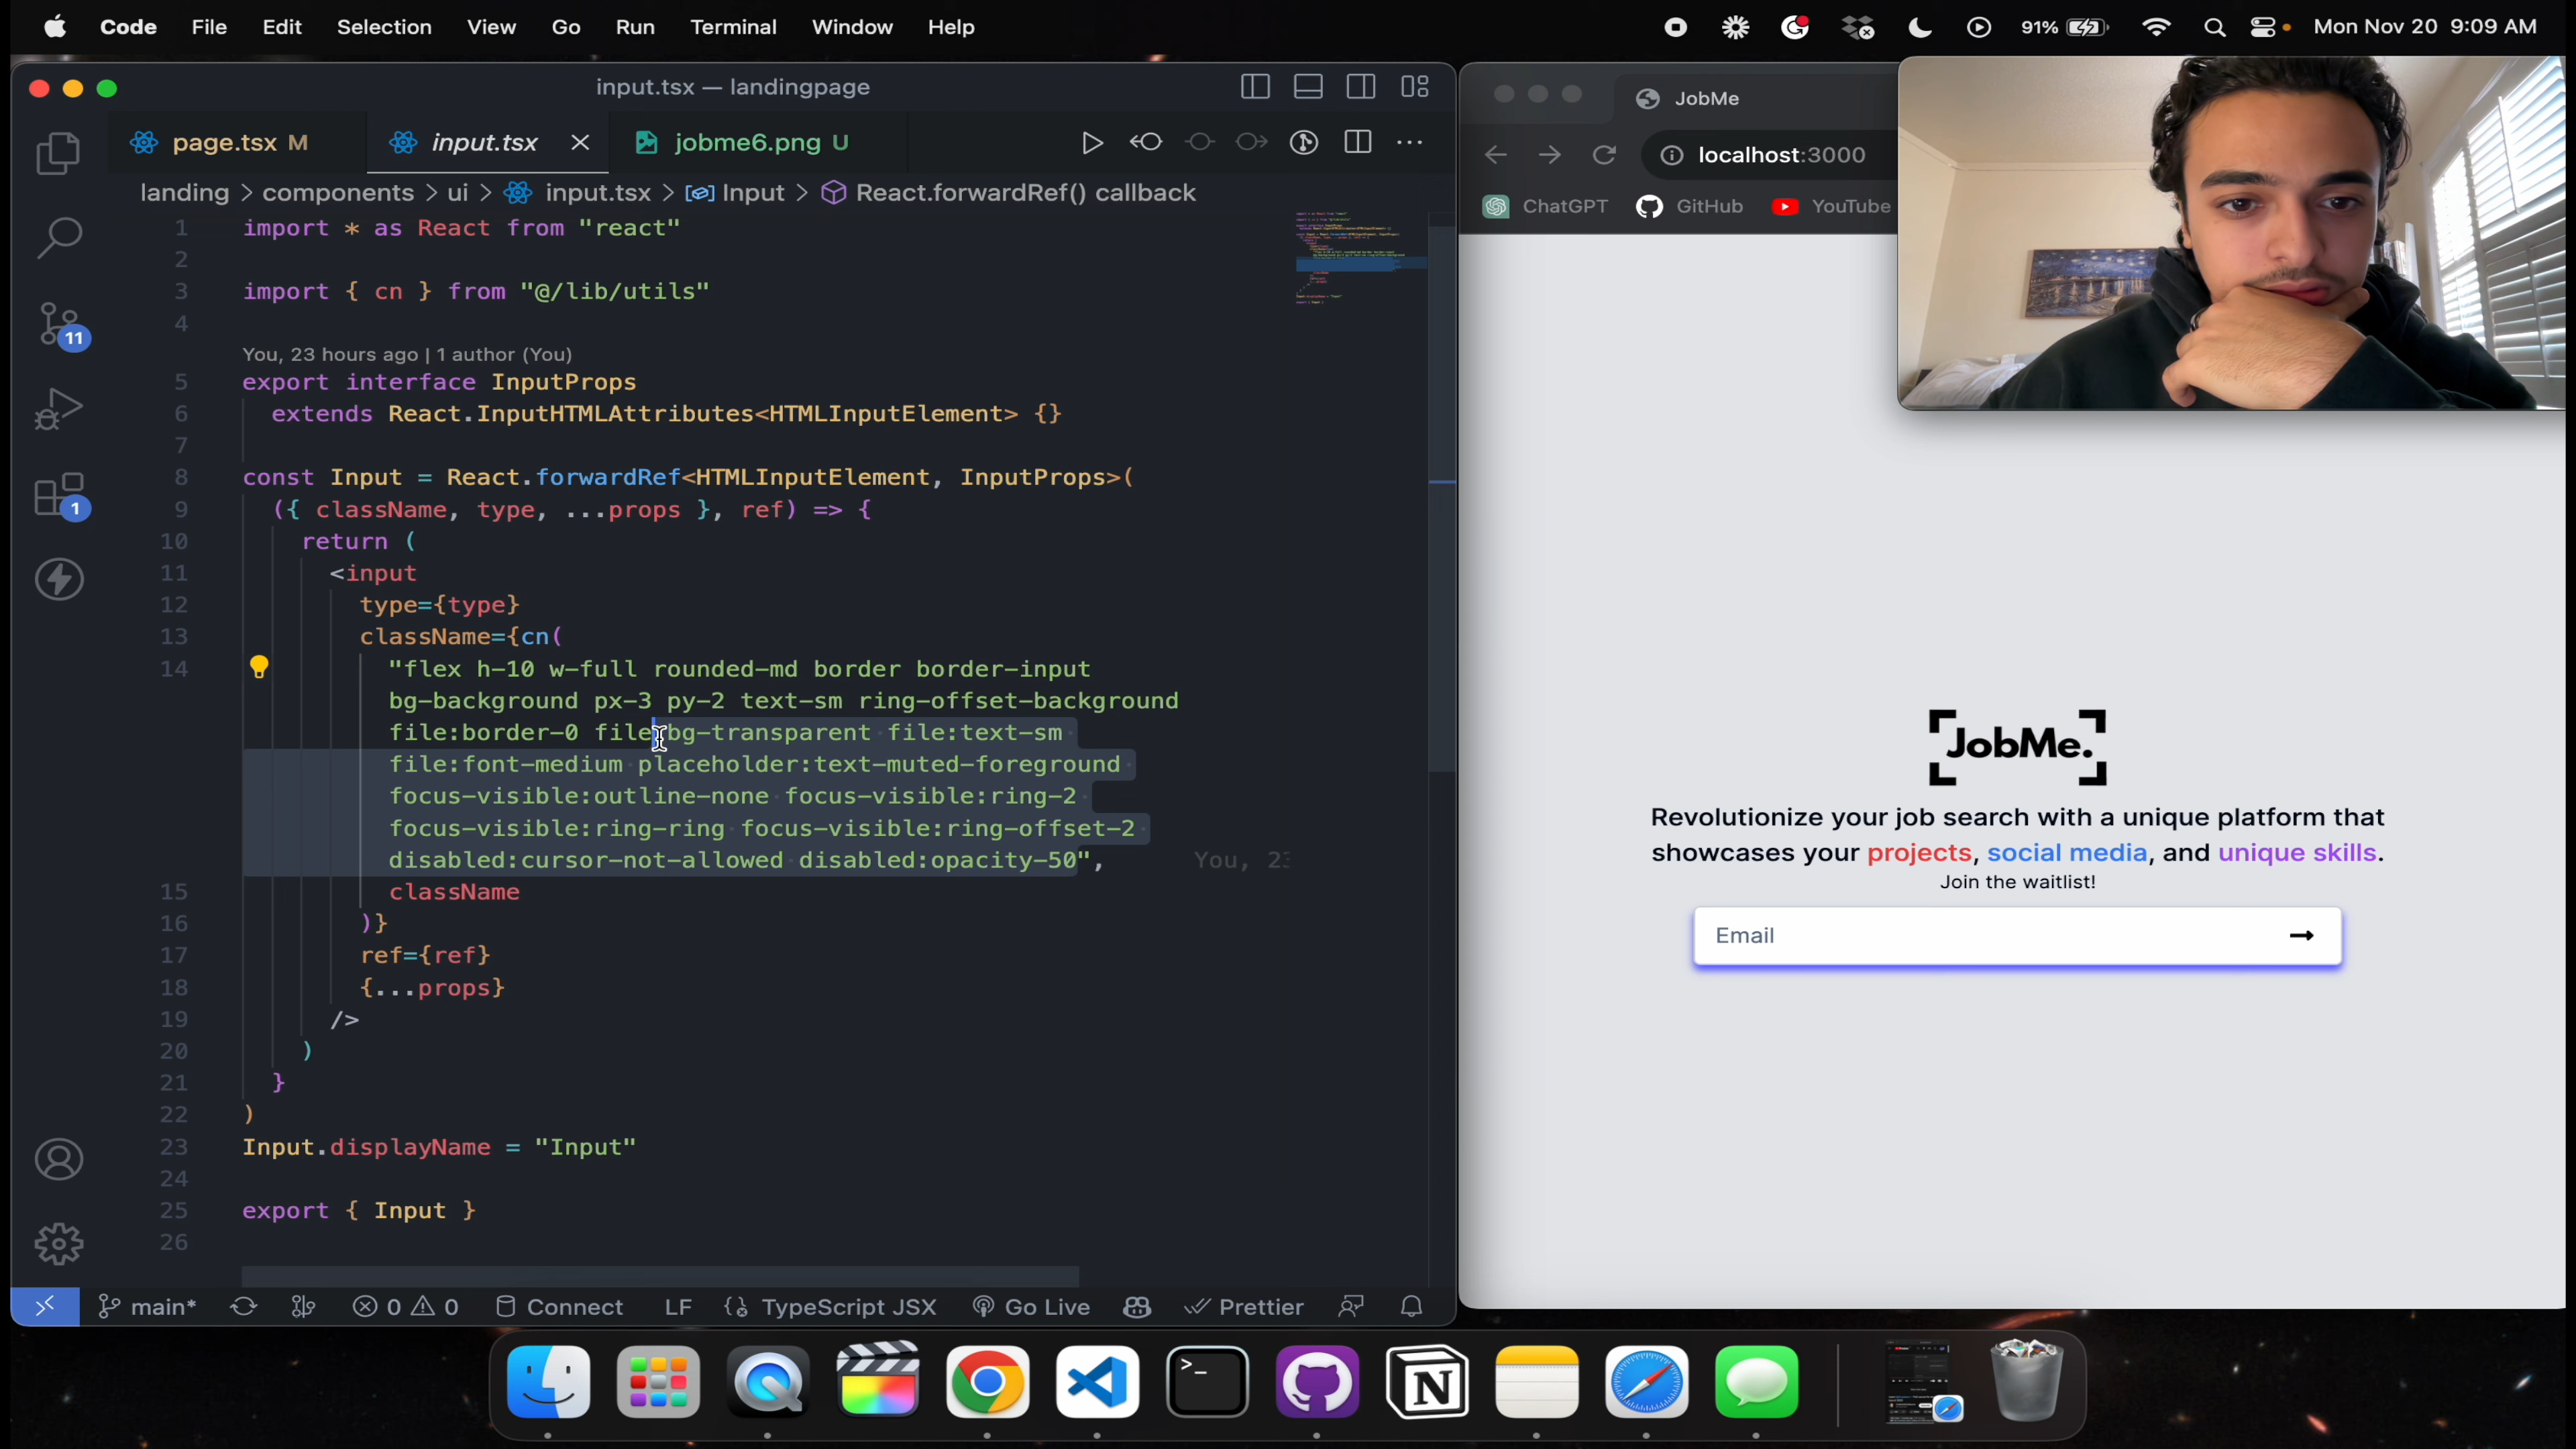 Code File Edit Selection View Go Run Terminal Window Help 91% Mon Nov 20 9:09 AM
input.tsx — landingpage
page.tsx M input.tsx jobme6.png U
landing > components > ui > input.tsx > Input > React.forwardRef() callback
1 import * as React from "react"
2
3 import { cn } from "@/lib/utils"
4
You, 23 hours ago | 1 author (You)
5 export interface InputProps
6 extends React.InputHTMLAttributes<HTMLInputElement> {}
7
8 const Input = React.forwardRef<HTMLInputElement, InputProps>(
9 ({ className, type, ...props }, ref) => {
10 return (
11 <input
12 type={type}
13 className={cn(
14 "flex h-10 w-full rounded-md border border-input
bg-background px-3 py-2 text-sm ring-offset-background
file:border-0 file:bg-transparent file:text-sm
file:font-medium placeholder:text-muted-foreground
focus-visible:outline-none focus-visible:ring-2
focus-visible:ring-ring focus-visible:ring-offset-2
disabled:cursor-not-allowed disabled:opacity-50", You, 23
15 className
16 )}
17 ref={ref}
18 {...props}
19 />
20 )
21 }
22 )
23 Input.displayName = "Input"
24
25 export { Input }
26
11
1
main* 0 0 Connect LF TypeScript JSX Go Live Prettier
JobMe
localhost:3000
ChatGPT GitHub YouTube
JobMe.
Revolutionize your job search with a unique platform that
showcases your projects, social media, and unique skills.
Join the waitlist!
Email